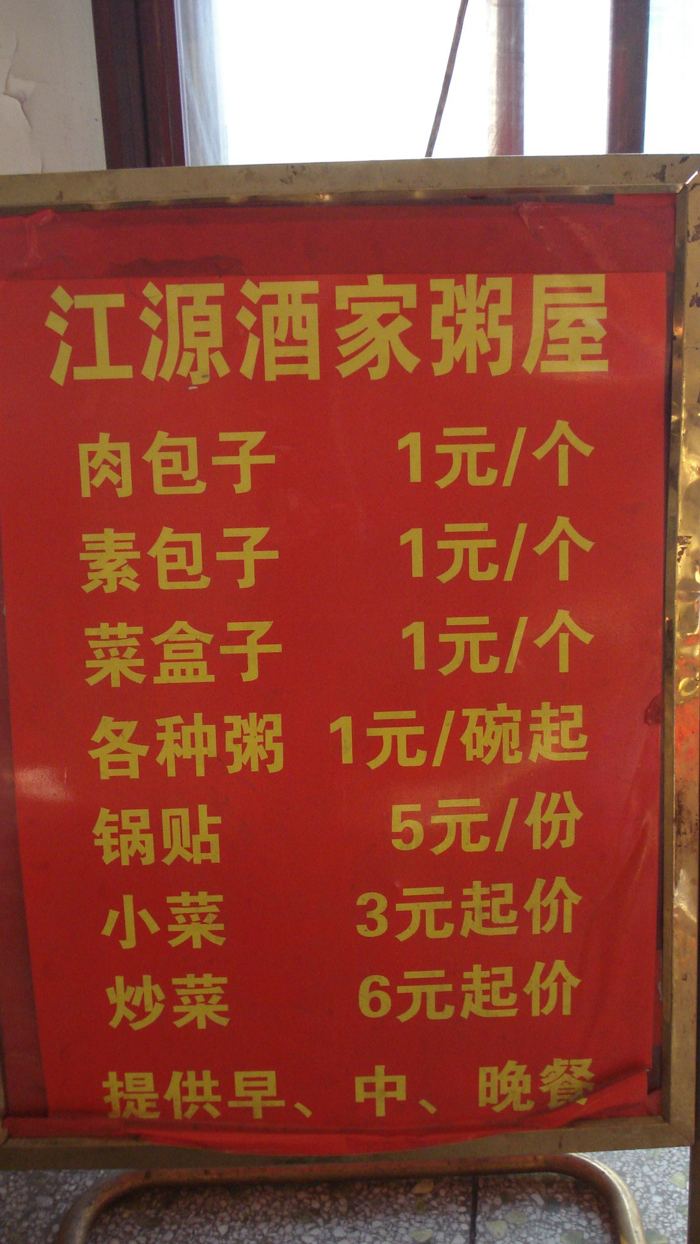 江源酒家粥屋
肉包子 1元/个
素包子 1元/个
菜盒子 1元/个
各种粥 1元/碗起
锅贴 5元/份
小菜 3元起价
炒菜 6元起价
提供早、中、晚餐